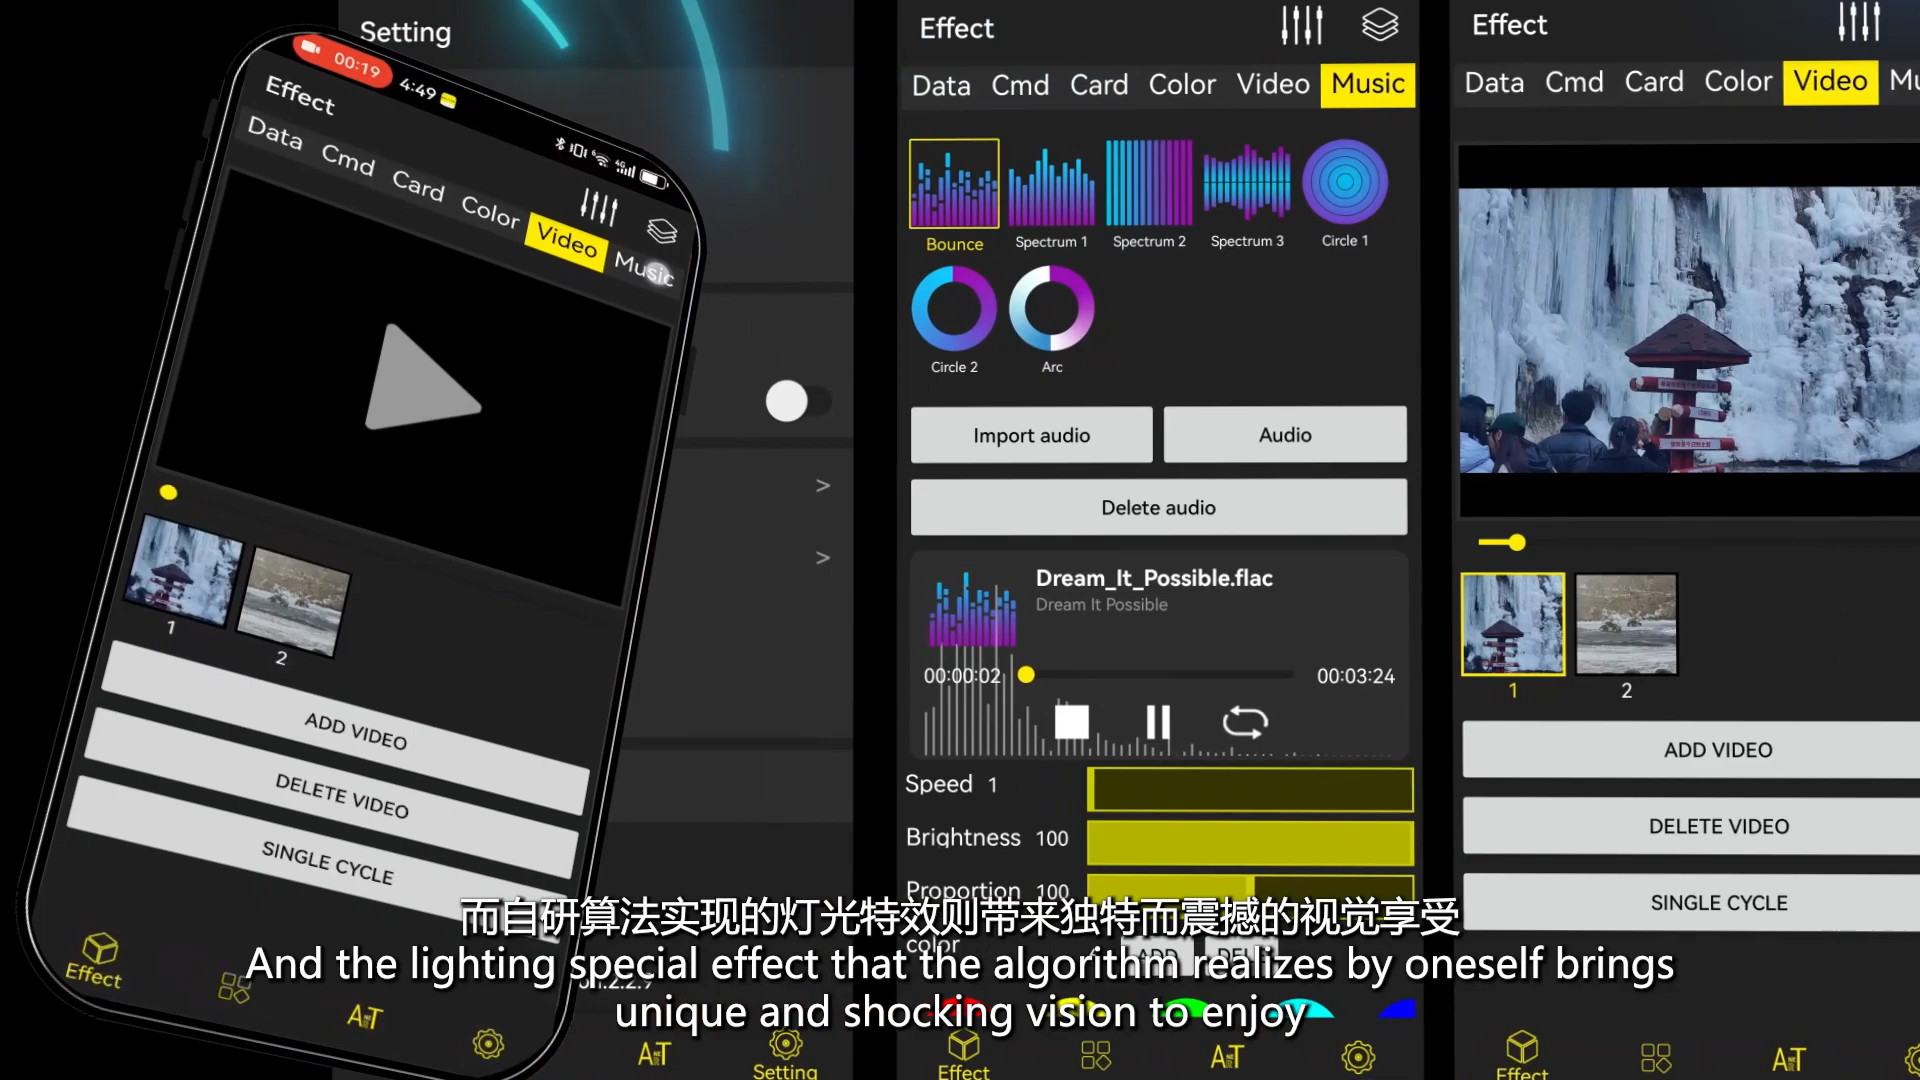 Setting
00:19
4:49
Effect
Data Cmd Card Color Video Music
1
2
ADD VIDEO
DELETE VIDEO
SINGLE CYCLE
Effect
>
>
Setting
Effect
Data Cmd Card Color Video Music
Bounce Spectrum 1 Spectrum 2 Spectrum 3 Circle 1
Circle 2 Arc
Import audio Audio
Delete audio
Dream_It_Possible.flac
Dream It Possible
00:00:02 00:03:24
Speed 1
Brightness 100
Proportion 100
color
ADD
Effect
Effect
Data Cmd Card Color Video Mu
1 2
ADD VIDEO
DELETE VIDEO
SINGLE CYCLE
Effect
而自研算法实现的灯光特效则带来独特而震撼的视觉享受
And the lighting special effect that the algorithm realizes by oneself brings
unique and shocking vision to enjoy